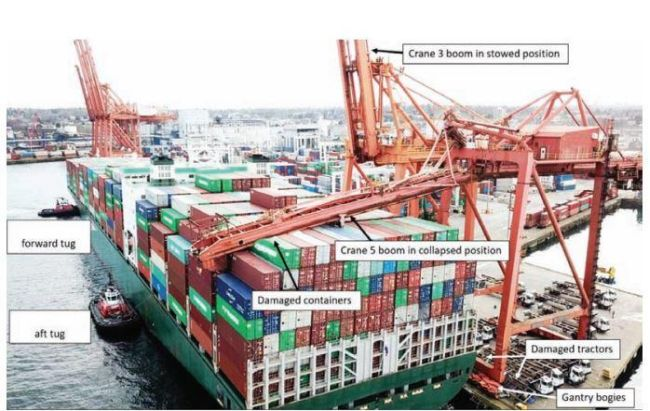 Crane 3 boom in stowed position
forward tug
Crane 5 boom in collapsed position
Damaged containers
aft tug
Damaged tractors
Gantry bogies